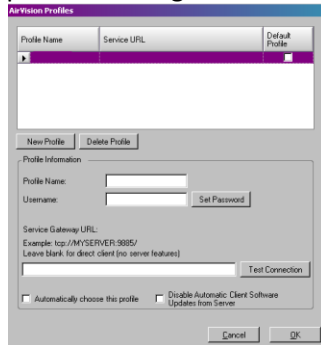 AirVision Profiles
Profile Name Service URL Default Profile
New Profile Delete Profile
Profile Information
Profile Name:
Username: Set Password
Service Gateway URL:
Example: tcp://MYSERVER:9885/
Leave blank for direct client (no server features)
Test Connection
Automatically choose this profile Disable Automatic Client Software
Updates from Server
Cancel OK